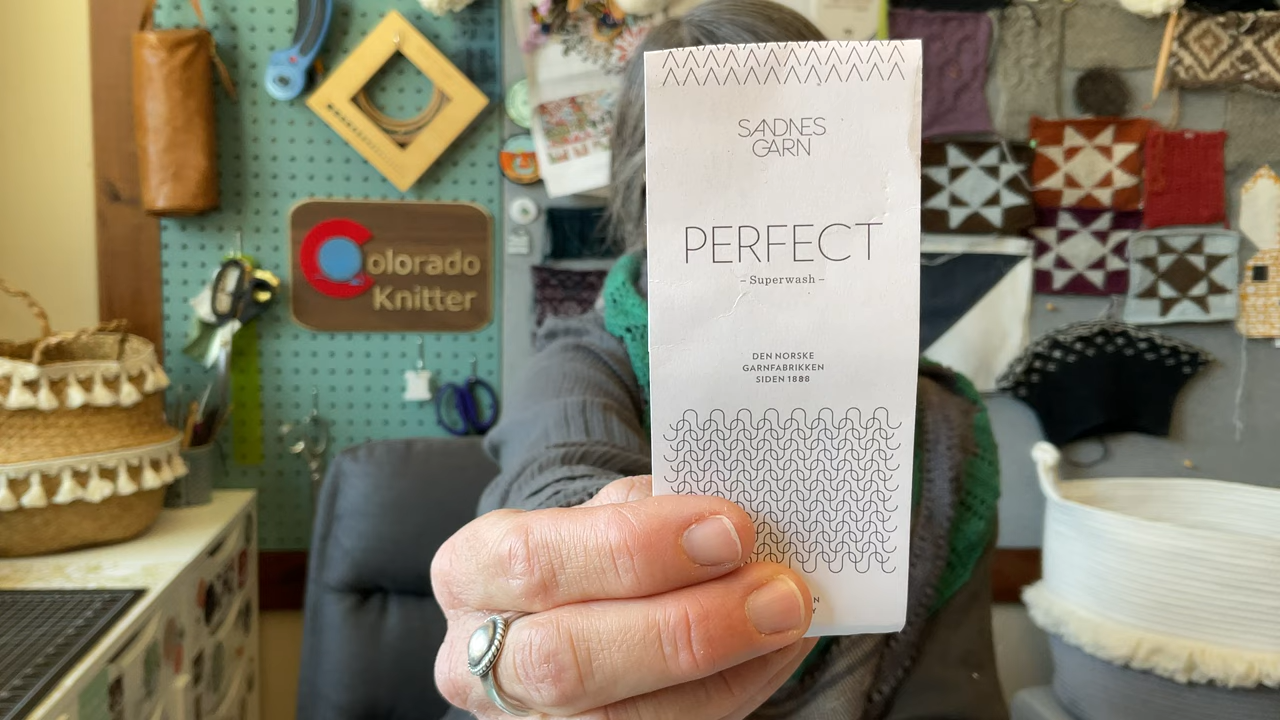 Colorado
Knitter
SANDNES
GARN
PERFECT
– Superwash –
DEN NORSKE
GARNFABRIKKEN
SIDEN 1888